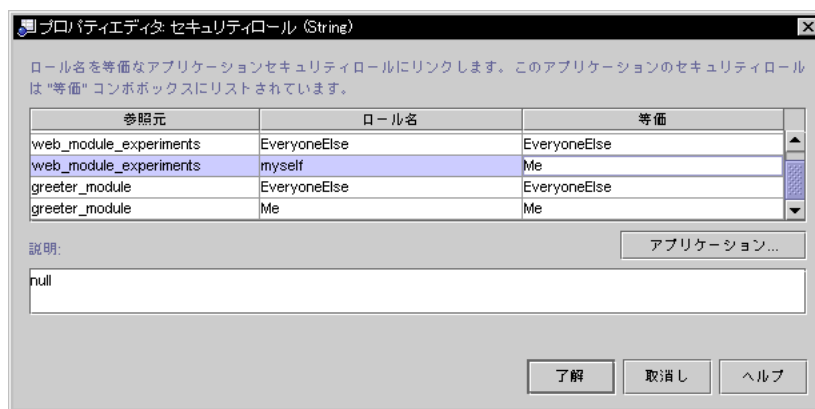 プロパティエディタ: セキュリティロール (String)
ロール名を等価なアプリケーションセキュリティロールにリンクします。このアプリケーションのセキュリティロール
は "等価" コンボボックスにリストされています。
参照元 ロール名 等価
web_module_experiments EveryoneElse EveryoneElse
web_module_experiments myself Me
greeter_module EveryoneElse EveryoneElse
greeter_module Me Me
説明:
アプリケーション...
null
了解 取消し ヘルプ